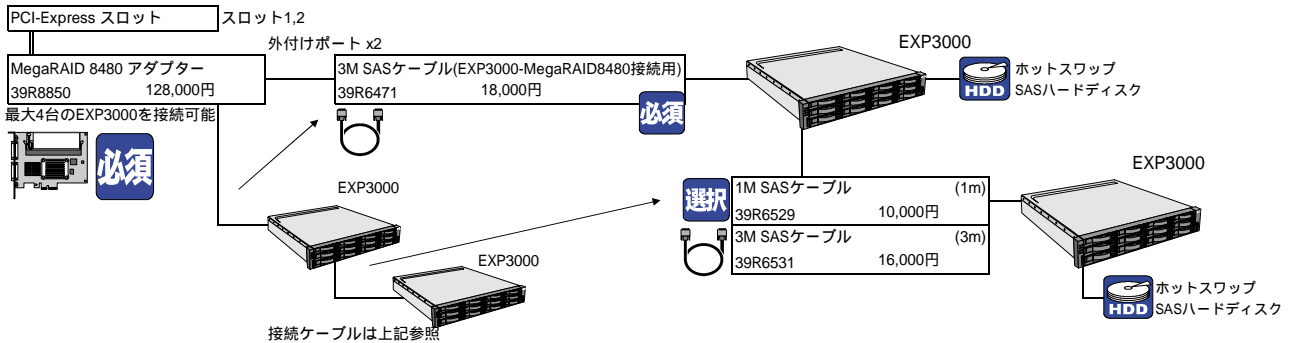 PCI-Express スロット
スロット1,2
外付けポート x2
MegaRAID 8480 アダプター
39R8850 128,000円
最大4台のEXP3000を接続可能
必須
3M SASケーブル(EXP3000-MegaRAID8480接続用)
39R6471 18,000円
必須
EXP3000
HDD
ホットスワップ
SASハードディスク
EXP3000
EXP3000
接続ケーブルは上記参照
選択
1M SASケーブル (1m)
39R6529 10,000円
3M SASケーブル (3m)
39R6531 16,000円
EXP3000
HDD
ホットスワップ
SASハードディスク